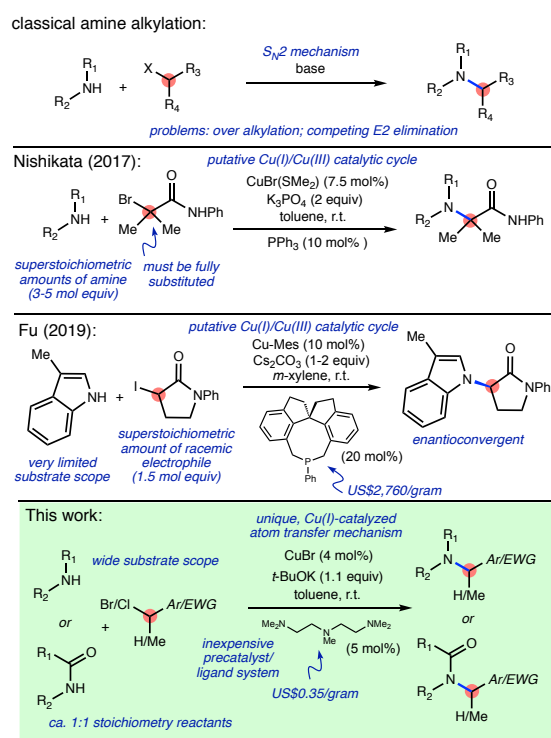 classical amine alkylation:
R1
R2
NH
+
X
R3
R4
SN2 mechanism
base
R1
R2
N
R3
R4
problems: over alkylation; competing E2 elimination
Nishikata (2017):
putative Cu(I)/Cu(III) catalytic cycle
R1
R2
NH
+
Br
O
NHPh
Me Me
CuBr(SMe2) (7.5 mol%)
K3PO4 (2 equiv)
toluene, r.t.
PPh3 (10 mol% )
R1
R2
N
O
NHPh
Me Me
superstoichiometric
amounts of amine
(3-5 mol equiv)
must be fully
substituted
Fu (2019):
putative Cu(I)/Cu(III) catalytic cycle
Me
NH
+
I
O
NPh
Cu-Mes (10 mol%)
Cs2CO3 (1-2 equiv)
m-xylene, r.t.
P
Ph
(20 mol%)
US$2,760/gram
Me
N
O
NPh
enantioconvergent
very limited
substrate scope
superstoichiometric
amount of racemic
electrophile
(1.5 mol equiv)
This work:
unique, Cu(I)-catalyzed
atom transfer mechanism
R1
R2
NH
wide substrate scope
or
R1
O
R2
NH
+
Br/Cl
Ar/EWG
H/Me
CuBr (4 mol%)
t-BuOK (1.1 equiv)
toluene, r.t.
Me2N
N
Me
NMe2
(5 mol%)
inexpensive
precatalyst/
ligand system
US$0.35/gram
R1
R2
N
Ar/EWG
H/Me
or
R1
O
R2
N
Ar/EWG
H/Me
ca. 1:1 stoichiometry reactants